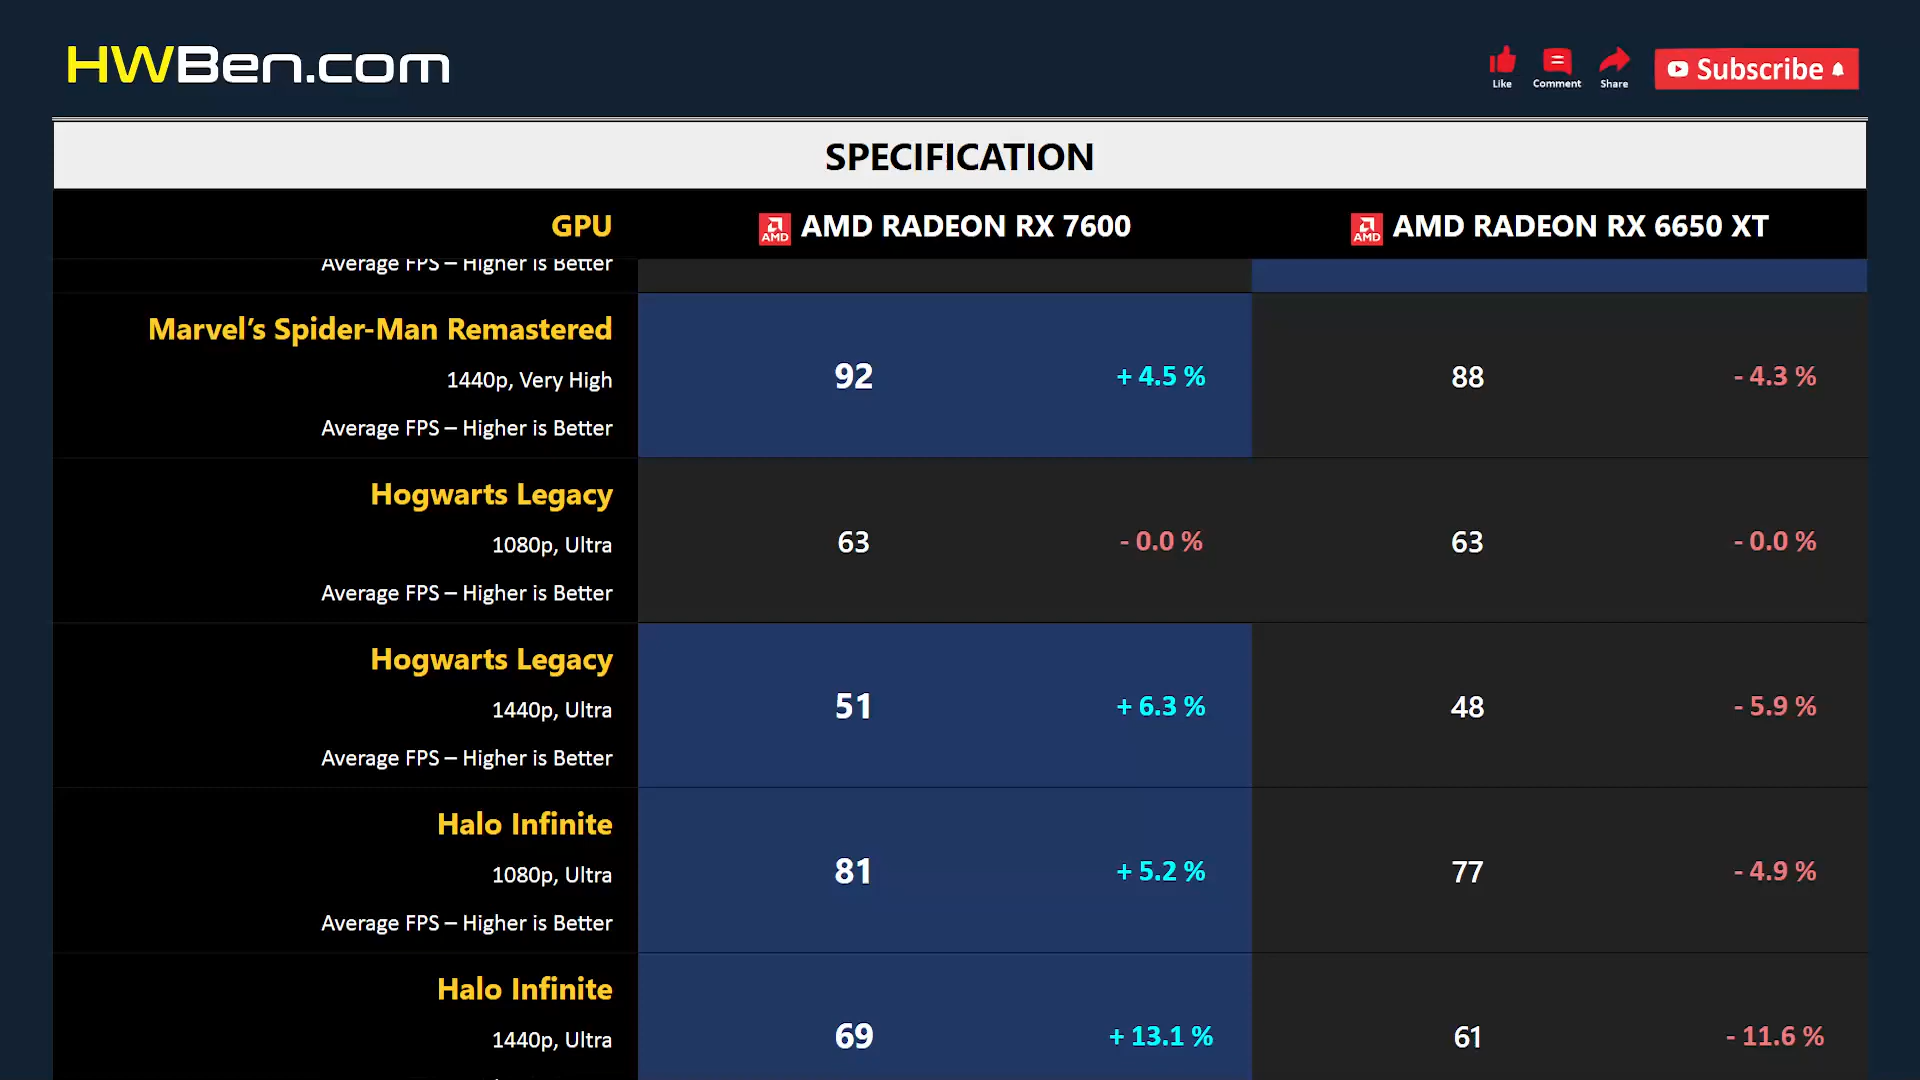 HWBen.com
Like Comment Share Subscribe
SPECIFICATION
GPU AMD AMD RADEON RX 7600 AMD AMD RADEON RX 6650 XT
Average FPS – Higher is Better
Marvel’s Spider-Man Remastered
1440p, Very High
92 + 4.5 % 88 - 4.3 %
Average FPS – Higher is Better
Hogwarts Legacy
1080p, Ultra
63 - 0.0 % 63 - 0.0 %
Average FPS – Higher is Better
Hogwarts Legacy
1440p, Ultra
51 + 6.3 % 48 - 5.9 %
Average FPS – Higher is Better
Halo Infinite
1080p, Ultra
81 + 5.2 % 77 - 4.9 %
Average FPS – Higher is Better
Halo Infinite
1440p, Ultra
69 + 13.1 % 61 - 11.6 %